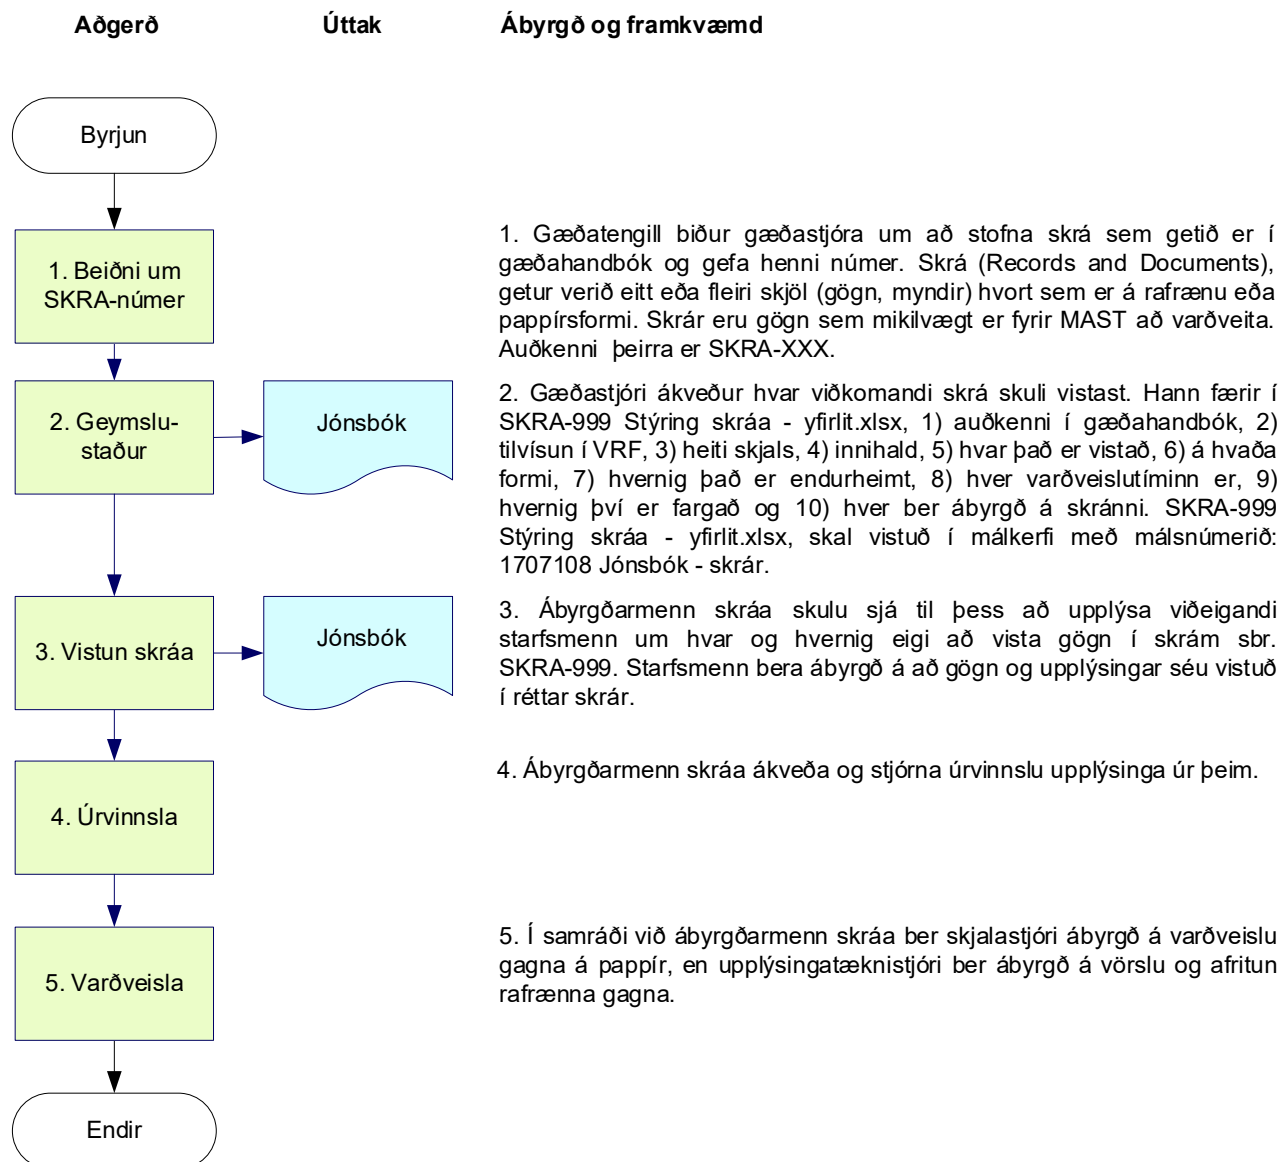 Aðgerð Úttak Ábyrgð og framkvæmd
Byrjun
1. Beiðni um
SKRA-númer
1. Gæðatengill biður gæðastjóra um að stofna skrá sem getið er í
gæðahandbók og gefa henni númer. Skrá (Records and Documents),
getur verið eitt eða fleiri skjöl (gögn, myndir) hvort sem er á rafrænu eða
pappírsformi. Skrár eru gögn sem mikilvægt er fyrir MAST að varðveita.
Auðkenni þeirra er SKRA-XXX.
2. Geymslu-
staður
Jónsbók
2. Gæðastjóri ákveður hvar viðkomandi skrá skuli vistast. Hann færir í
SKRA-999 Stýring skráa - yfirlit.xlsx, 1) auðkenni í gæðahandbók, 2)
tilvísun í VRF, 3) heiti skjals, 4) innihald, 5) hvar það er vistað, 6) á hvaða
formi, 7) hvernig það er endurheimt, 8) hver varðveislutíminn er, 9)
hvernig því er fargað og 10) hver ber ábyrgð á skránni. SKRA-999
Stýring skráa - yfirlit.xlsx, skal vistuð í málkerfi með málsnúmerið:
1707108 Jónsbók - skrár.
3. Vistun skráa
Jónsbók
3. Ábyrgðarmenn skráa skulu sjá til þess að upplýsa viðeigandi
starfsmenn um hvar og hvernig eigi að vista gögn í skrám sbr.
SKRA-999. Starfsmenn bera ábyrgð á að gögn og upplýsingar séu vistuð
í réttar skrár.
4. Úrvinnsla
4. Ábyrgðarmenn skráa ákveða og stjórna úrvinnslu upplýsinga úr þeim.
5. Varðveisla
5. Í samráði við ábyrgðarmenn skráa ber skjalastjóri ábyrgð á varðveislu
gagna á pappír, en upplýsingatæknistjóri ber ábyrgð á vörslu og afritun
rafrænna gagna.
Endir